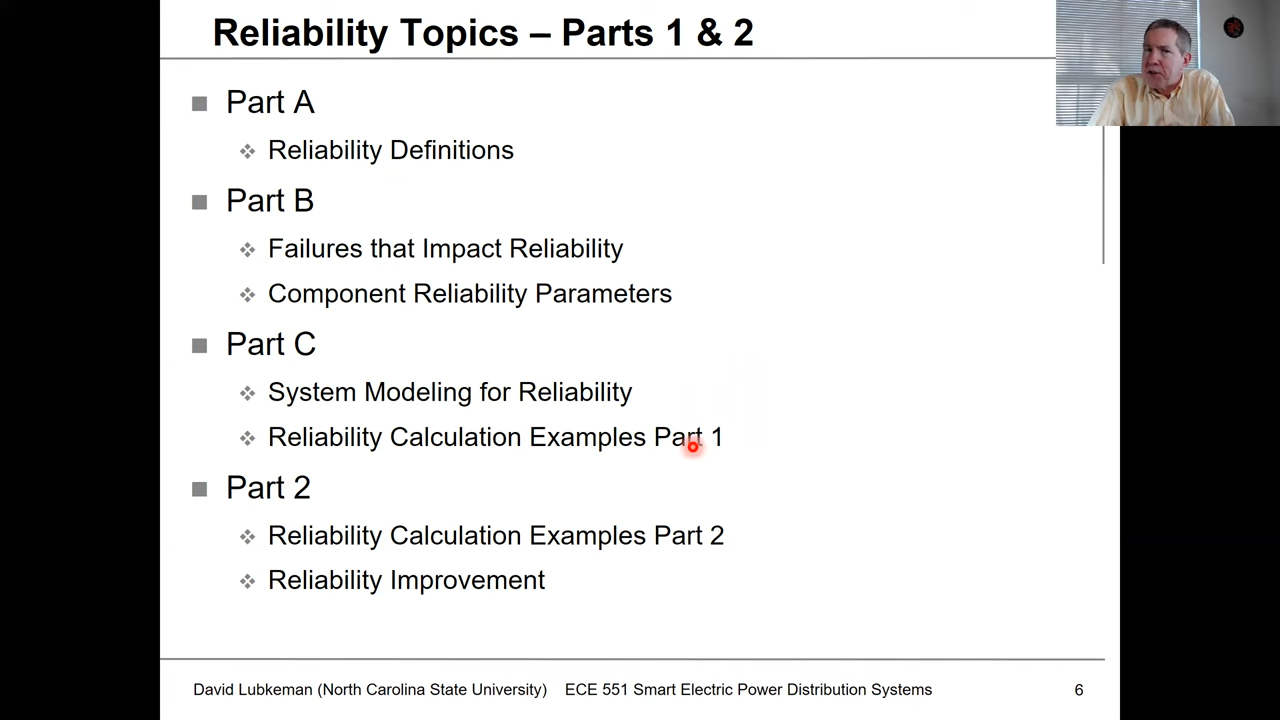 Reliability Topics – Parts 1 & 2
Part A
Reliability Definitions
Part B
Failures that Impact Reliability
Component Reliability Parameters
Part C
System Modeling for Reliability
Reliability Calculation Examples Part 1
Part 2
Reliability Calculation Examples Part 2
Reliability Improvement
David Lubkeman (North Carolina State University) ECE 551 Smart Electric Power Distribution Systems 6